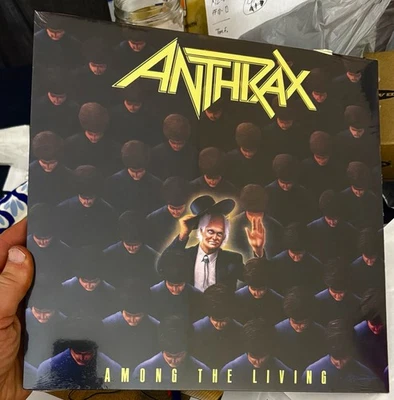 ANTHRAX
AMONG THE LIVING